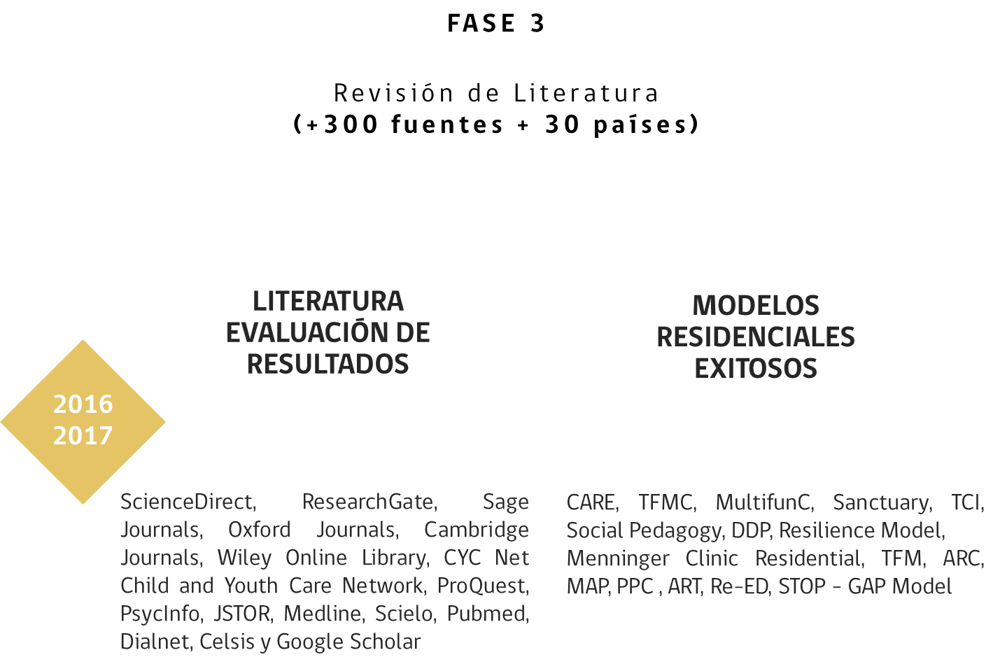 FASE 3
Revisión de Literatura
(+300 fuentes + 30 países)
LITERATURA
EVALUACIÓN DE
RESULTADOS
MODELOS
RESIDENCIALES
EXITOSOS
2016
2017
ScienceDirect, ResearchGate, Sage
Journals, Oxford Journals, Cambridge
Journals, Wiley Online Library, CYC Net
Child and Youth Care Network, ProQuest,
PsycInfo, JSTOR, Medline, Scielo, Pubmed,
Dialnet, Celsis y Google Scholar
CARE, TFMC, MultifunC, Sanctuary, TCI,
Social Pedagogy, DDP, Resilience Model,
Menninger Clinic Residential, TFM, ARC,
MAP, PPC , ART, Re-ED, STOP - GAP Model